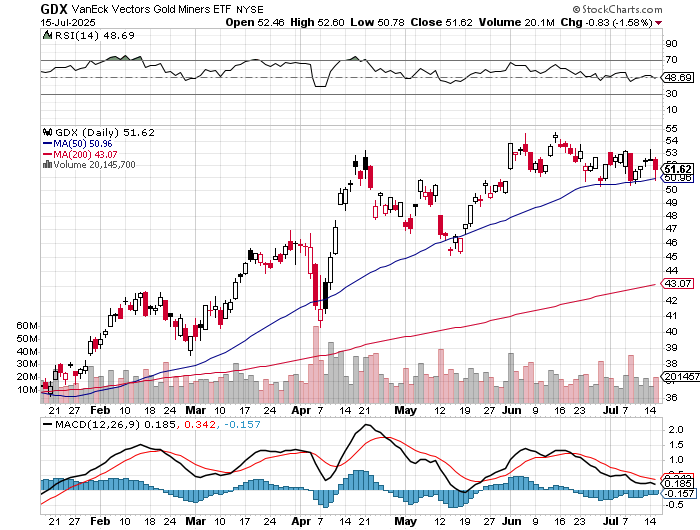 GDX VanEck Vectors Gold Miners ETF NYSE © StockCharts.com
15-Jul-2025 Open 52.46 High 52.60 Low 50.78 Close 51.62 Volume 20.1M Chg -0.83 (-1.58%)
RSI(14) 48.69
90
70
48.69
30
10
GDX (Daily) 51.62
MA(50) 50.96
MA(200) 43.07
Volume 20,145,700
55
54
53
52
51.62
50.96
50
49
48
47
46
45
44
43.07
42
41
40
39
38
37
36
60M
50M
40M
30M
20M
10M
201457
21 27 Feb 10 18 24 Mar 10 17 24 Apr 7 14 21 May 12 19 27 Jun 9 16 23 Jul 7 14
MACD(12,26,9) 0.185, 0.342, -0.157
2.0
1.5
1.0
0.5
0.342
0.185
-0.157
-0.5
21 27 Feb 10 18 24 Mar 10 17 24 Apr 7 14 21 May 12 19 27 Jun 9 16 23 Jul 7 14